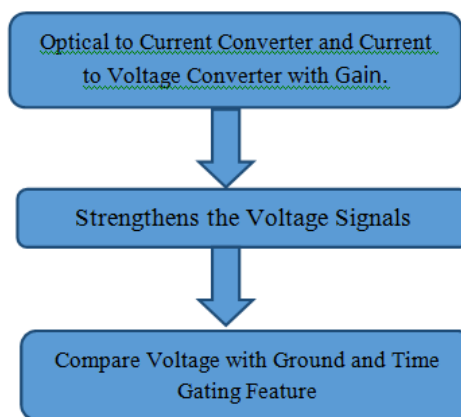 Optical to Current Converter and Current
to Voltage Converter with Gain.
Strengthens the Voltage Signals
Compare Voltage with Ground and Time
Gating Feature